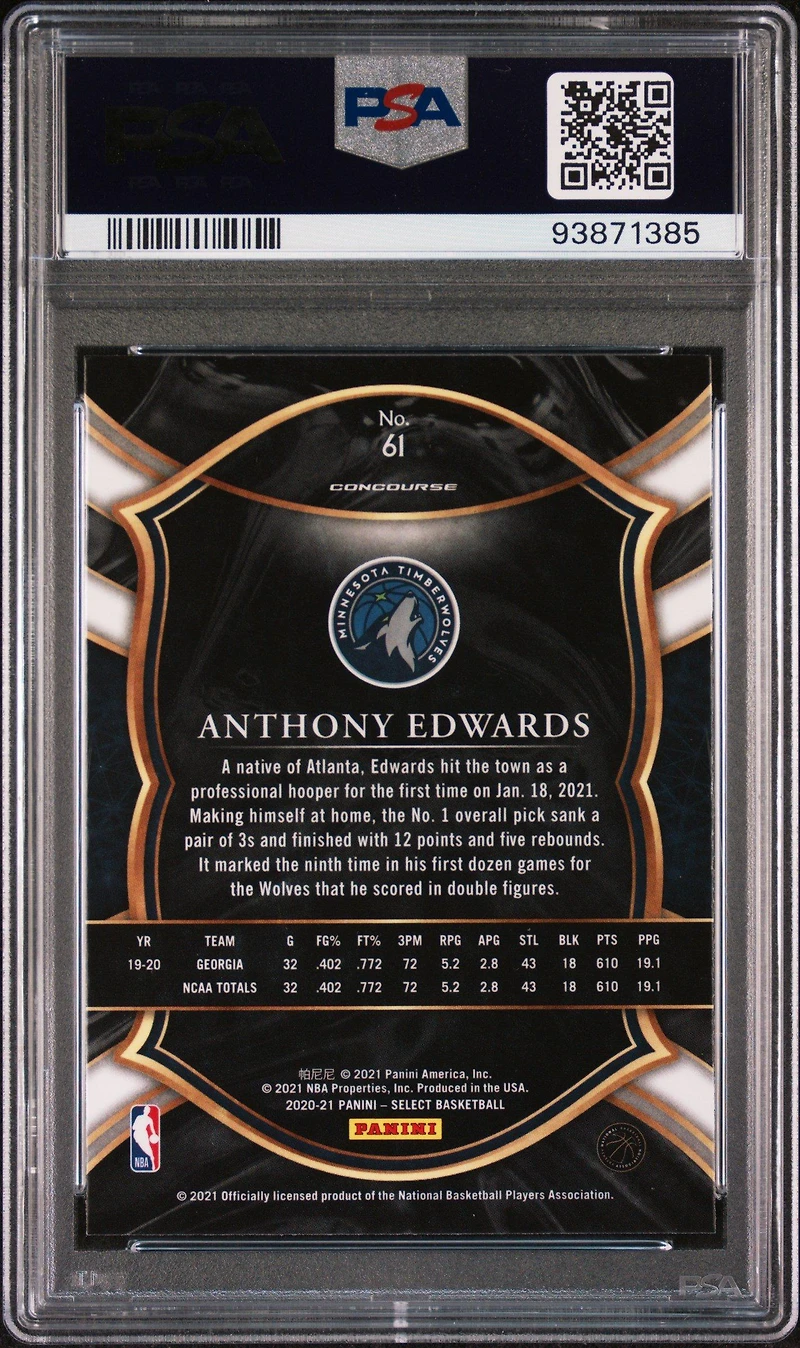 PSA
93871385
No.
61
CONCOURSE
MINNESOTA TIMBERWOLVES
ANTHONY EDWARDS
A native of Atlanta, Edwards hit the town as a
professional hooper for the first time on Jan. 18, 2021.
Making himself at home, the No. 1 overall pick sank a
pair of 3s and finished with 12 points and five rebounds.
It marked the ninth time in his first dozen games for
the Wolves that he scored in double figures.
YR TEAM G FG% FT% 3PM RPG APG STL BLK PTS PPG
19-20 GEORGIA 32 .402 .772 72 5.2 2.8 43 18 610 19.1
NCAA TOTALS 32 .402 .772 72 5.2 2.8 43 18 610 19.1
帕尼尼 © 2021 Panini America, Inc.
© 2021 NBA Properties, Inc. Produced in the USA.
2020-21 PANINI – SELECT BASKETBALL
PANINI
NBA
© 2021 Officially licensed product of the National Basketball Players Association.
PSA